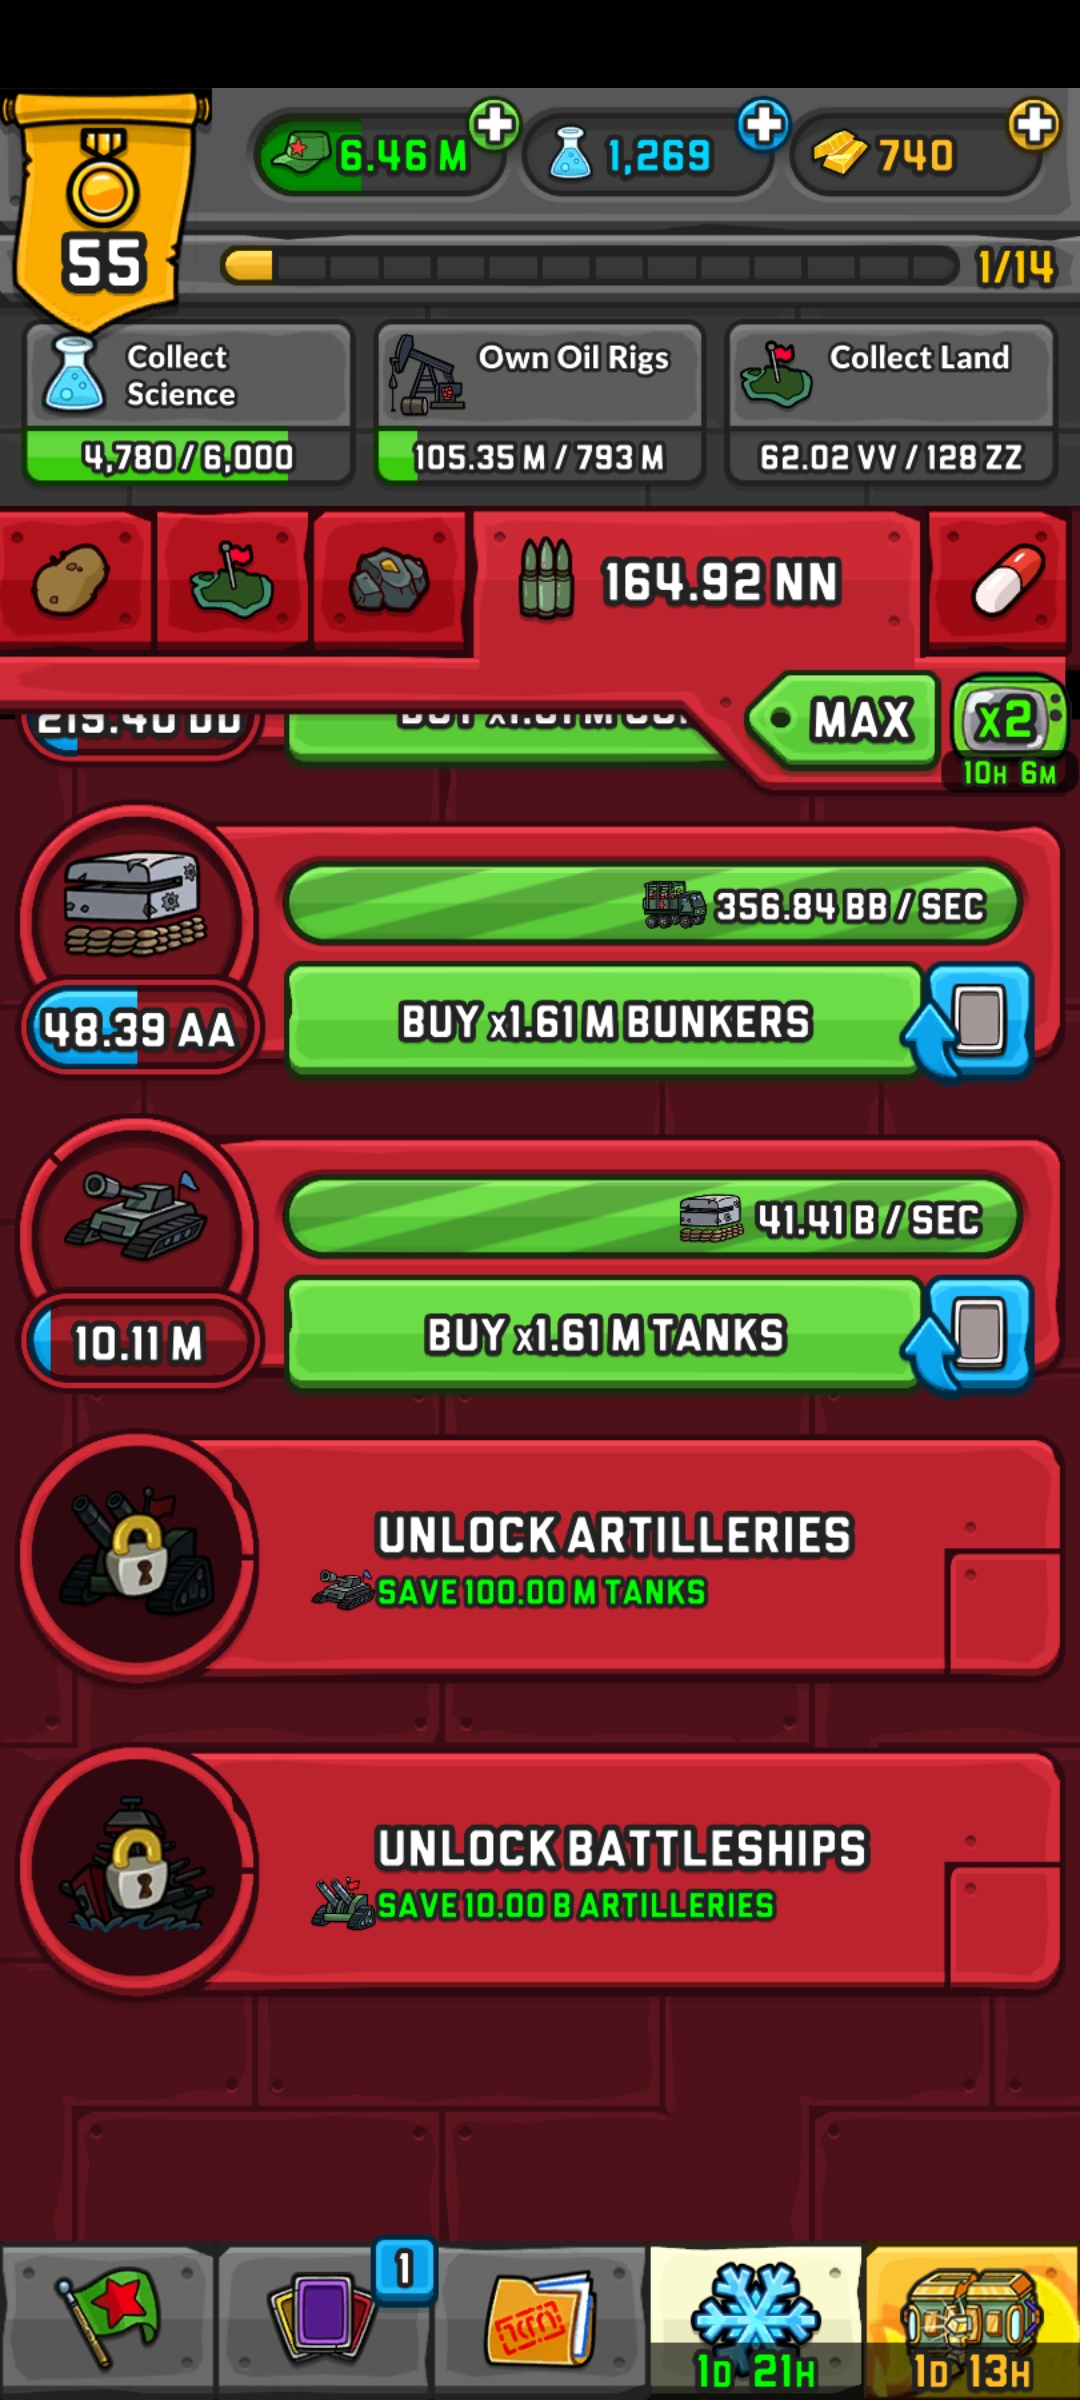 6.46 M
1,269
740
55
1/14
Collect
Science
4,780 / 6,000
Own Oil Rigs
105.35 M / 793 M
Collect Land
62.02 VV / 128 ZZ
164.92 NN
MAX
x2
10H 6M
356.84 BB / SEC
BUY x1.61 M BUNKERS
48.39 AA
41.41 B / SEC
BUY x1.61 M TANKS
10.11 M
UNLOCK ARTILLERIES
SAVE 100.00 M TANKS
UNLOCK BATTLESHIPS
SAVE 10.00 B ARTILLERIES
1
1D 21H
1D 13H